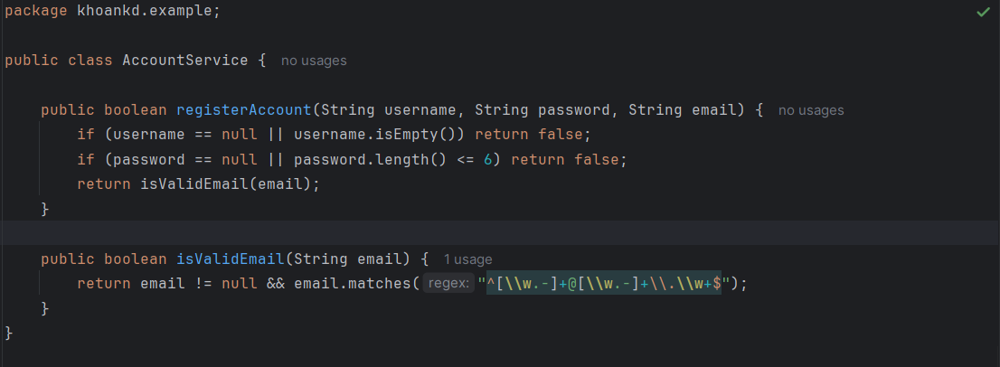 package khoankd.example;
public class AccountService { no usages
public boolean registerAccount(String username, String password, String email) { no usages
if (username == null || username.isEmpty()) return false;
if (password == null || password.length() <= 6) return false;
return isValidEmail(email);
}
public boolean isValidEmail(String email) { 1 usage
return email != null && email.matches( regex: "^[\\w.-]+@[\\w.-]+\\.\\w+$");
}
}